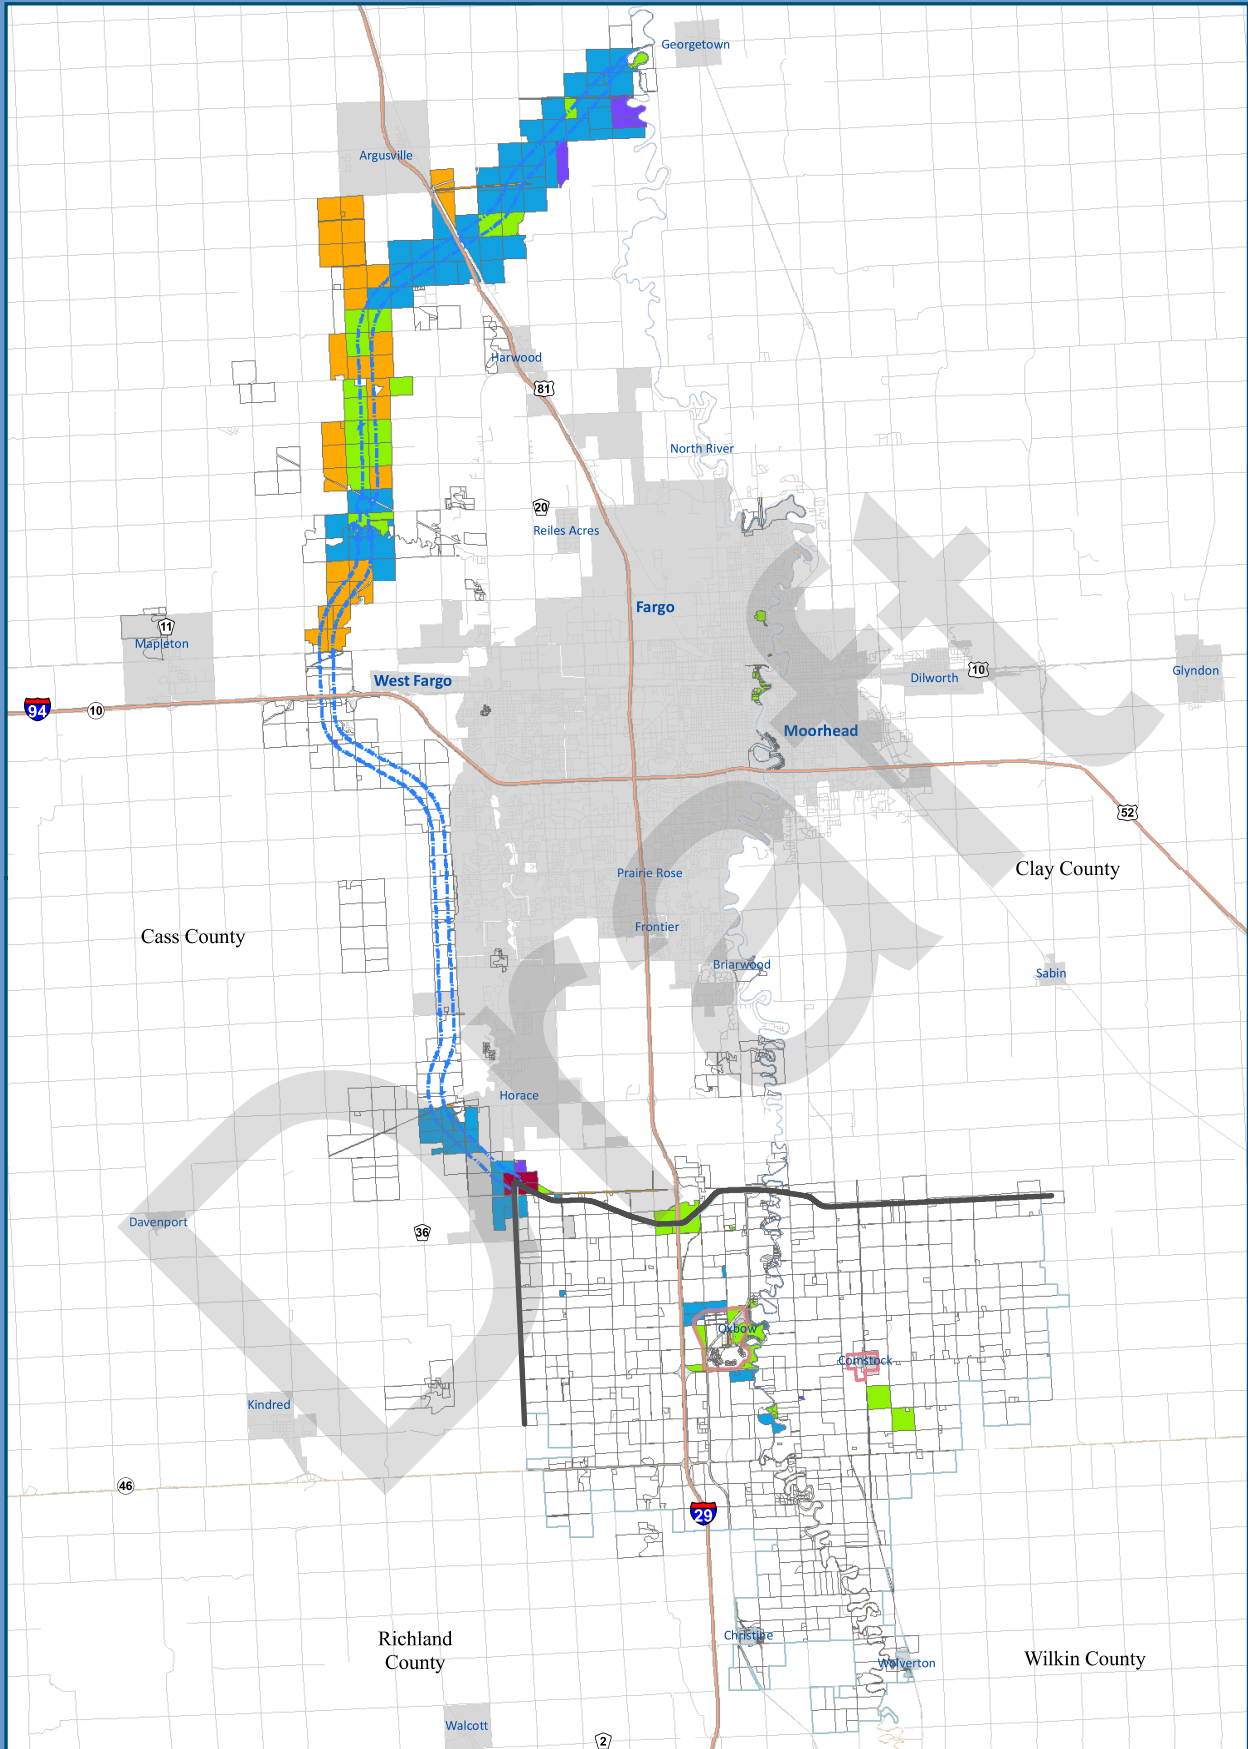 Georgetown
Argusville
Harwood
81
North River
20
Reiles Acres
Fargo
11
Mapleton
West Fargo
Dilworth
10
Glyndon
94
10
Moorhead
52
Clay County
Prairie Rose
Frontier
Cass County
Briarwood
Sabin
Horace
Davenport
36
Oxbow
Comstock
Kindred
46
29
Christine
Richland
County
Wolverton
Wilkin County
Walcott
2
Draft